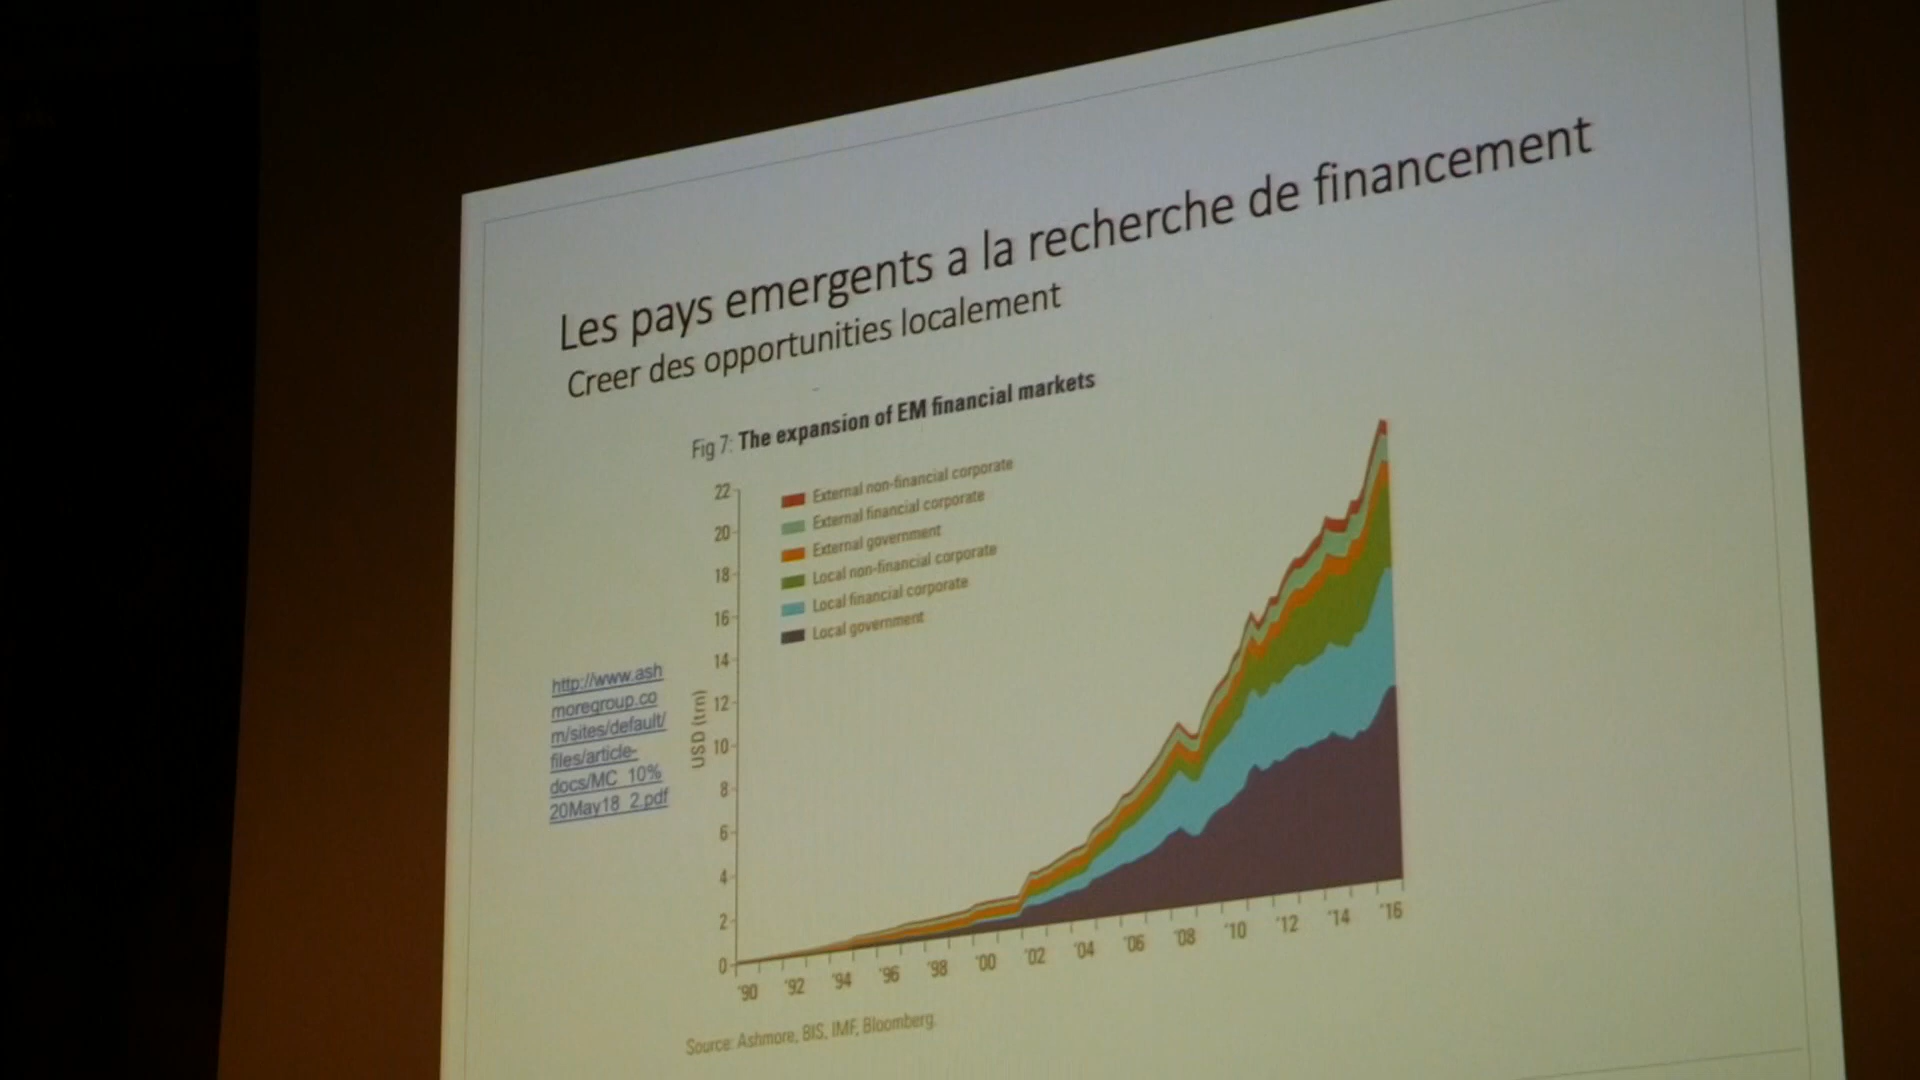 Les pays emergents a la recherche de financement
Creer des opportunities localement
Fig 7: The expansion of EM financial markets
External non-financial corporate
External financial corporate
External government
Local non-financial corporate
Local financial corporate
Local government
USD (trn)
22
20
18
16
14
12
10
8
6
4
2
0
'90 '92 '94 '96 '98 '00 '02 '04 '06 '08 '10 '12 '14 '16
http://www.ash
moregroup.co
m/sites/default/
files/article-
docs/MC_10%
20May18_2.pdf
Source: Ashmore, BIS, IMF, Bloomberg.